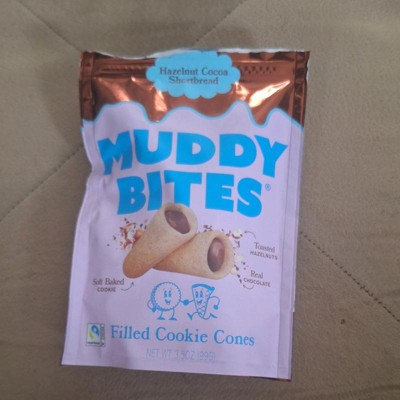 Hazelnut Cocoa
Shortbread
MUDDY
BITES®
Toasted
HAZELNUTS
Soft Baked
COOKIE
Real
CHOCOLATE
Filled Cookie Cones